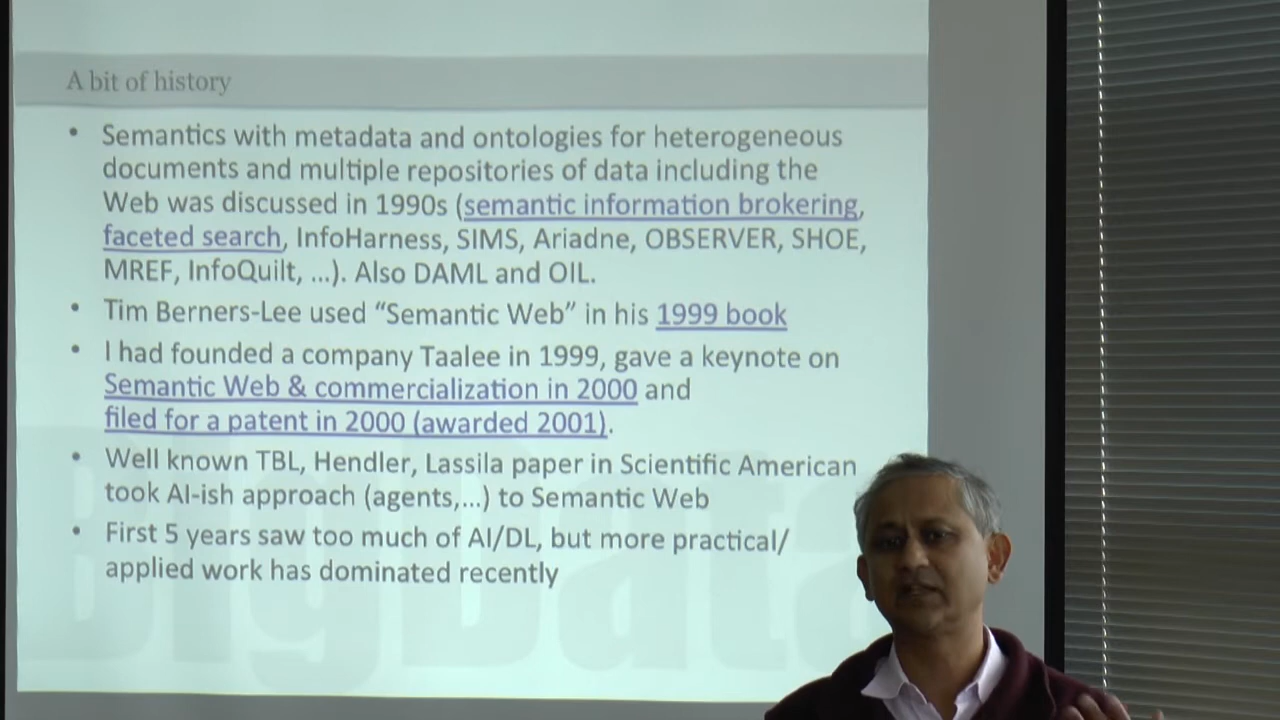 A bit of history
• Semantics with metadata and ontologies for heterogeneous
documents and multiple repositories of data including the
Web was discussed in 1990s (semantic information brokering,
faceted search, InfoHarness, SIMS, Ariadne, OBSERVER, SHOE,
MREF, InfoQuilt, ...). Also DAML and OIL.
• Tim Berners-Lee used “Semantic Web” in his 1999 book
• I had founded a company Taalee in 1999, gave a keynote on
Semantic Web & commercialization in 2000 and
filed for a patent in 2000 (awarded 2001).
• Well known TBL, Hendler, Lassila paper in Scientific American
took AI-ish approach (agents,...) to Semantic Web
• First 5 years saw too much of AI/DL, but more practical/
applied work has dominated recently
BigData